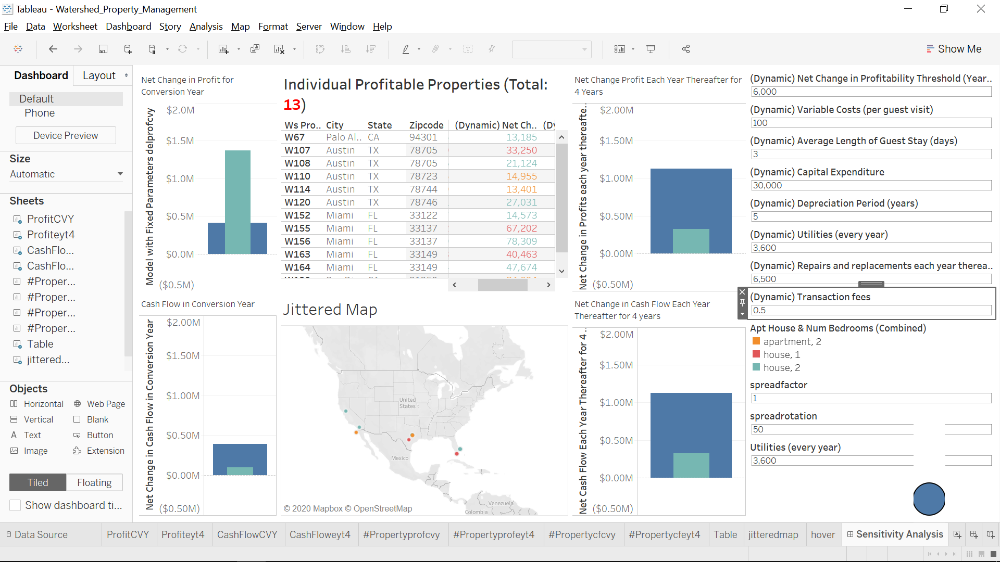 Tableau - Watershed_Property_Management
File Data Worksheet Dashboard Story Analysis Map Format Server Window Help
Show Me
Dashboard Layout
Default
Phone
Device Preview
Size
Automatic
Sheets
ProfitCVY
Profiteyt4
CashFlo...
CashFlo...
#Proper...
#Proper...
#Proper...
#Proper...
Table
jittered...
Objects
Horizontal Web Page
Vertical Blank
Text Button
Image Extension
Tiled Floating
Show dashboard ti...
Net Change in Profit for
Conversion Year
Model with Fixed Parameters delprofcvy
$2.0M
$1.5M
$1.0M
$0.5M
$0.0M
($0.5M)
Individual Profitable Properties (Total:
13)
Ws Pro.. City State Zipcode (Dynamic) Net Ch..
W67 Palo Al.. CA 94301 13,185
W107 Austin TX 78705 33,250
W108 Austin TX 78705 21,124
W110 Austin TX 78723 14,955
W114 Austin TX 78744 13,401
W120 Austin TX 78746 27,031
W152 Miami FL 33122 14,573
W155 Miami FL 33137 67,202
W156 Miami FL 33137 78,309
W163 Miami FL 33149 40,463
W164 Miami FL 33149 47,674
Net Change Profit Each Year Thereafter for
4 Years
Net Change in Profits each year thereafte..
$2.00M
$1.50M
$1.00M
$0.50M
$0.00M
($0.50M)
Cash Flow in Conversion Year
Net Change in Cash Flow in Conversion Year
$2.00M
$1.50M
$1.00M
$0.50M
$0.00M
($0.50M)
Jittered Map
United
States
Mexico
Venezuela
Colombia
© 2020 Mapbox © OpenStreetMap
Net Change in Cash Flow Each Year
Thereafter for 4 years
Net Cash Flow Each Year Thereafter for 4 ..
$2.00M
$1.50M
$1.00M
$0.50M
$0.00M
($0.50M)
(Dynamic) Net Change in Profitability Threshold (Year..
6,000
(Dynamic) Variable Costs (per guest visit)
100
(Dynamic) Average Length of Guest Stay (days)
3
(Dynamic) Capital Expenditure
30,000
(Dynamic) Depreciation Period (years)
5
(Dynamic) Utilities (every year)
3,600
(Dynamic) Repairs and replacements each year therea..
6,500
(Dynamic) Transaction fees
0.5
Apt House & Num Bedrooms (Combined)
apartment, 2
house, 1
house, 2
spreadfactor
1
spreadrotation
50
Utilities (every year)
3,600
Data Source ProfitCVY Profiteyt4 CashFlowCVY CashFloweyt4 #Propertyprofcvy #Propertyprofeyt4 #Propertycfcvy #Propertycfeyt4 Table jitteredmap hover Sensitivity Analysis